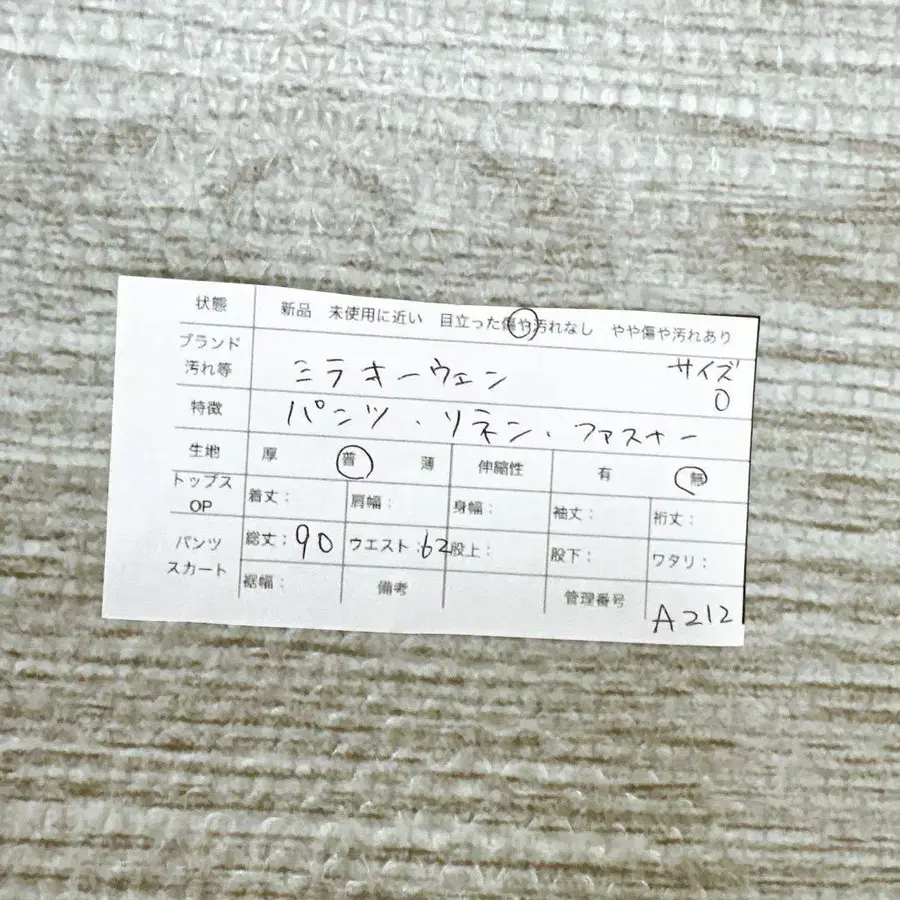 状態 新品 未使用に近い 目立った傷や汚れなし やや傷や汚れあり
ブランド
汚れ等 ミラオーウェン サイズ
0
特徴 パンツ、リネン、ファスナー
生地 厚 普 薄 伸縮性 有 無
トップス
OP 着丈: 肩幅: 身幅: 袖丈: 裄丈:
パンツ
スカート 総丈:90 ウエスト:62 股上: 股下: ワタリ:
裾幅: 備考 管理番号 A212